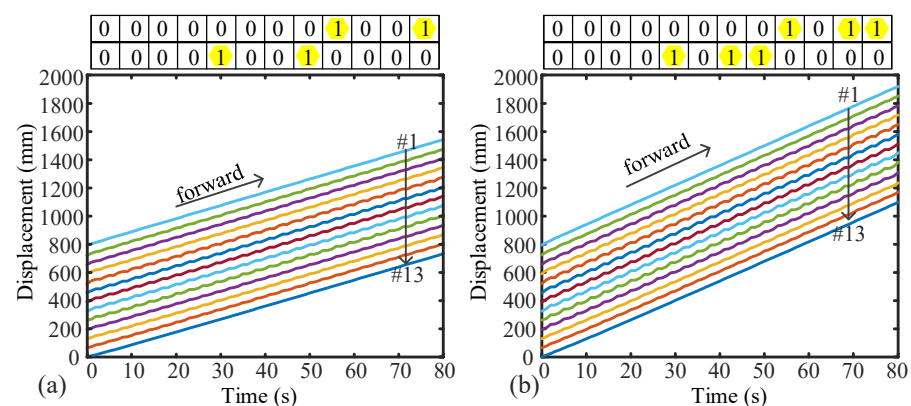 0 0 0 0 0 0 0 0 1 0 0 1
0 0 0 0 1 0 0 1 0 0 0 0
2000
1800
1600
1400
1200
1000
800
600
400
200
0
Displacement (mm)
forward
#1
#13
0 10 20 30 40 50 60 70 80
Time (s)
(a)
0 0 0 0 0 0 0 0 1 0 1 1
0 0 0 0 1 0 1 1 0 0 0 0
2000
1800
1600
1400
1200
1000
800
600
400
200
0
Displacement (mm)
forward
#1
#13
0 10 20 30 40 50 60 70 80
Time (s)
(b)